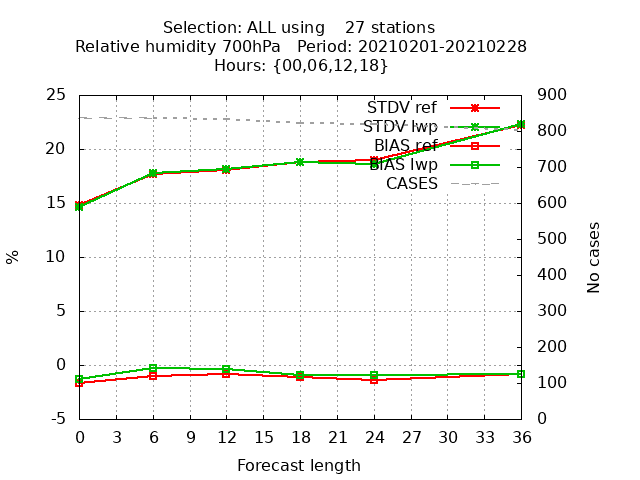 Selection: ALL using    27 stations
Relative humidity 700hPa   Period: 20210201-20210228
Hours: {00,06,12,18}
25
20
15
10
5
0
-5
%
900
800
700
600
500
400
300
200
100
0
No cases
STDV ref
STDV lwp
BIAS ref
BIAS lwp
CASES
0 3 6 9 12 15 18 21 24 27 30 33 36
Forecast length